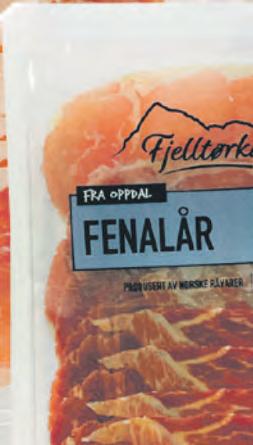 Fjelltørk
FRA OPPDAL
FENALÅR
PRODUSERT AV NORSKE RÅVARER